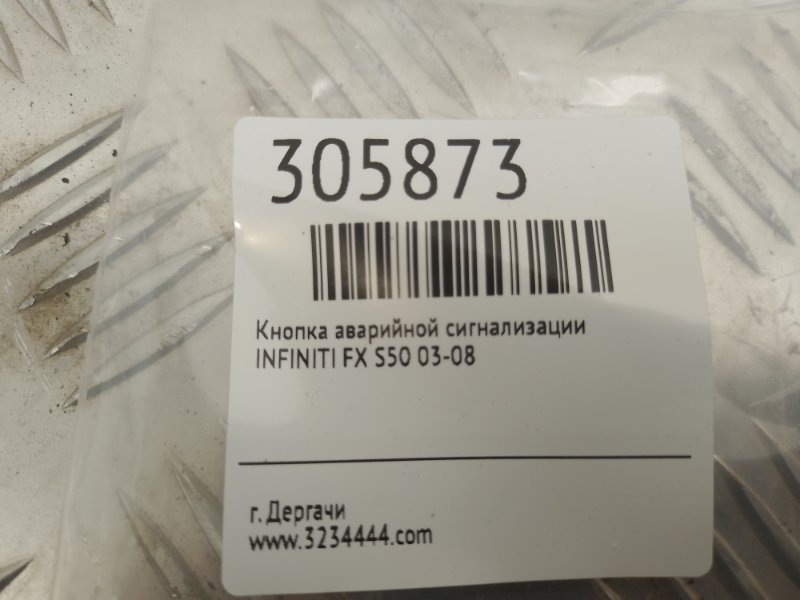 305873
Кнопка аварийной сигнализации
INFINITI FX S50 03-08
г. Дергачи
www.3234444.com